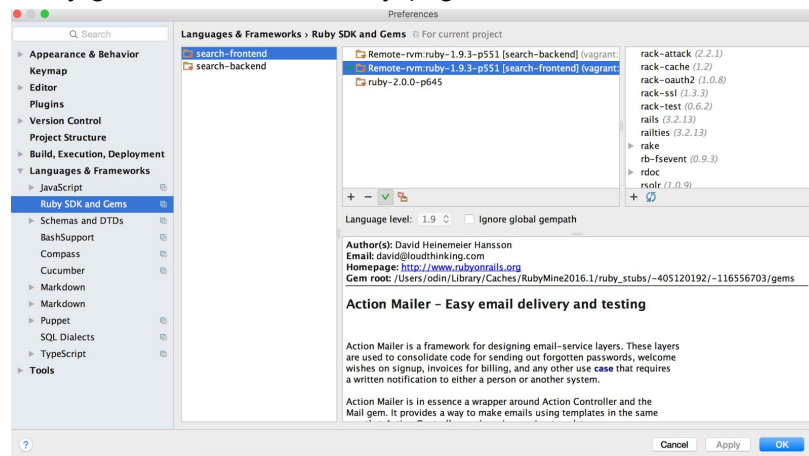 Preferences
Search
Appearance & Behavior
Keymap
Editor
Plugins
Version Control
Project Structure
Build, Execution, Deployment
Languages & Frameworks
JavaScript
Ruby SDK and Gems
Schemas and DTDs
BashSupport
Compass
Cucumber
Markdown
Markdown
Puppet
SQL Dialects
TypeScript
Tools
Languages & Frameworks › Ruby SDK and Gems For current project
search-frontend
search-backend
Remote-rvm:ruby-1.9.3-p551 [search-backend] (vagrant:
Remote-rvm:ruby-1.9.3-p551 [search-frontend] (vagrant:
ruby-2.0.0-p645
rack-attack (2.2.1)
rack-cache (1.2)
rack-oauth2 (1.0.8)
rack-ssl (1.3.3)
rack-test (0.6.2)
rails (3.2.13)
railties (3.2.13)
rake
rb-fsevent (0.9.3)
rdoc
rsolr (1.0.9)
Language level: 1.9 Ignore global gempath
Author(s): David Heinemeier Hansson
Email: david@loudthinking.com
Homepage: http://www.rubyonrails.org
Gem root: /Users/odin/Library/Caches/RubyMine2016.1/ruby_stubs/-405120192/-116556703/gems
Action Mailer – Easy email delivery and testing
Action Mailer is a framework for designing email-service layers. These layers
are used to consolidate code for sending out forgotten passwords, welcome
wishes on signup, invoices for billing, and any other use case that requires
a written notification to either a person or another system.
Action Mailer is in essence a wrapper around Action Controller and the
Mail gem. It provides a way to make emails using templates in the same
?
Cancel Apply OK